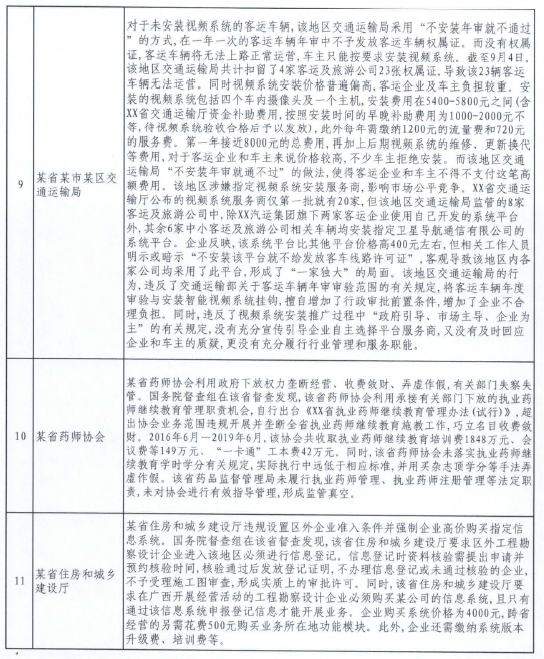 对于未安装视频系统的客运车辆,该地区交通运输局采用“不安装年审就不通过”
的方式,在一年一次的客运车辆年审中不予发放客运车辆权属证。而没有权属
证,客运车辆将无法上路正常运营,车主只能按要求安装视频系统。截至9月4日,
该地区交通运输局共计扣留了4家客运及旅游公司23张权属证,导致该23辆客运
车辆无法运营。同时视频系统安装价格普遍偏高,客运企业及车主负担较重。安
装的视频系统包括四个车内摄像头及一个主机,安装费用在5400-5800元之间(含
XX省交通运输厅资金补助费用,按照安装时间的早晚补助费用为1000-2000元不
等,待视频系统验收合格后予以发放),此外每年需缴纳1200元的流量费和720元
的服务费。第一年接近8000元的总费用,再加上后期视频系统的维修、更新换代
等费用,对于客运企业和车主来说价格较高,不少车主拒绝安装。而该地区交通
运输局“不安装年审就通不过”的做法,使得客运企业和车主不得不支付这笔高
额费用。该地区涉嫌指定视频系统安装服务商,影响市场公平竞争。XX省交通运
输厅公布的视频系统服务商仅第一批就有20家,但该地区交通运输局监管的8家
客运及旅游公司中,除XX汽运集团旗下两家客运企业使用自己开发的系统平台
外,其余6家中小客运及旅游公司相关车辆均安装指定卫星导航通信有限公司的
系统平台。企业反映,该系统平台比其他平台价格高400元左右,但相关工作人员
明示或暗示“不安装该平台就不给发放客车线路许可证”,客观导致该地区内各
家公司均采用了此平台,形成了“一家独大”的局面。该地区交通运输局的行
为,违反了交通运输部关于客运车辆年审审验范围的有关规定,将客运车辆年度
审验与安装智能视频系统挂钩,擅自增加了行政审批前置条件,增加了企业不合
理负担。同时,违反了视频系统安装推广过程中“政府引导、市场主导、企业为
主”的有关规定,没有充分宣传引导企业自主选择平台服务商,又没有及时回应
企业和车主的质疑,更没有充分履行行业管理和服务职能。
9
某省某市某区交
通运输局
某省药师协会利用政府下放权力垄断经营、收费敛财、弄虚作假,有关部门失察失
管。国务院督查组在该省督查发现,该省药师协会利用承接有关部门下放的执业药
师继续教育管理职责机会,自行出台《XX省执业药师继续教育管理办法(试行)》,超
出协会业务范围违规开展并垄断全省执业药师继续教育施教工作,巧立名目收费敛
财。2016年6月—2019年6月,该协会共收取执业药师继续教育培训费1848万元、会
议费等149万元、“一卡通”工本费42万元。同时,该省药师协会未落实执业药师继
续教育学时学分有关规定,实际执行中远低于相应标准,并用买杂志顶学分等手法弄
虚作假。该省药品监督管理局未履行执业药师管理、执业药师注册管理等法定职
责,未对协会进行有效指导管理,形成监管真空。
10
某省药师协会
某省住房和城乡建设厅违规设置区外企业准入条件并强制企业高价购买指定信
息系统。国务院督查组在该省督查发现,该省住房和城乡建设厅要求区外工程勘
察设计企业进入该地区必须进行信息登记。信息登记时资料核验需提出申请并
预约核验时间,核验通过后发放登记证明,不办理信息登记或未通过核验的企业,
不予受理施工图审查,形成实质上的审批许可。同时,该省住房和城乡建设厅要
求在广西开展经营活动的工程勘察设计企业必须购买某公司的信息系统,且只有
通过该信息系统申报登记信息才能开展业务。企业购买系统价格为4000元,跨省
经营的另需花费500元购买业务所在地功能模块。此外,企业还需缴纳系统版本
升级费、培训费等。
11
某省住房和城乡
建设厅